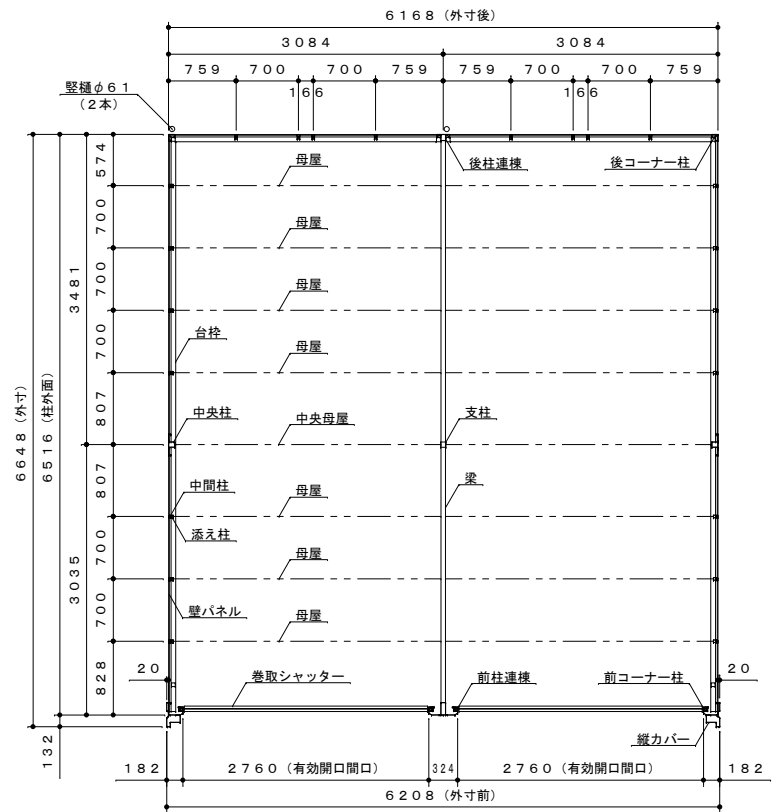 6168（外寸後）
3084 3084
759 700 700 759 759 700 700 759
166 166
竪樋φ61
（2本）
574
母屋 後柱連棟 後コーナー柱
700
母屋
700
3481
母屋
700
台枠 母屋
807
6648（外寸）
6516（柱外面）
中央柱 中央母屋 支柱
807
中間柱 母屋 梁
添え柱
700
母屋
3035
700
壁パネル 母屋
828
20 巻取シャッター 前柱連棟 前コーナー柱 20
132
縦カバー
182 2760（有効開口間口） 324 2760（有効開口間口） 182
6208（外寸前）